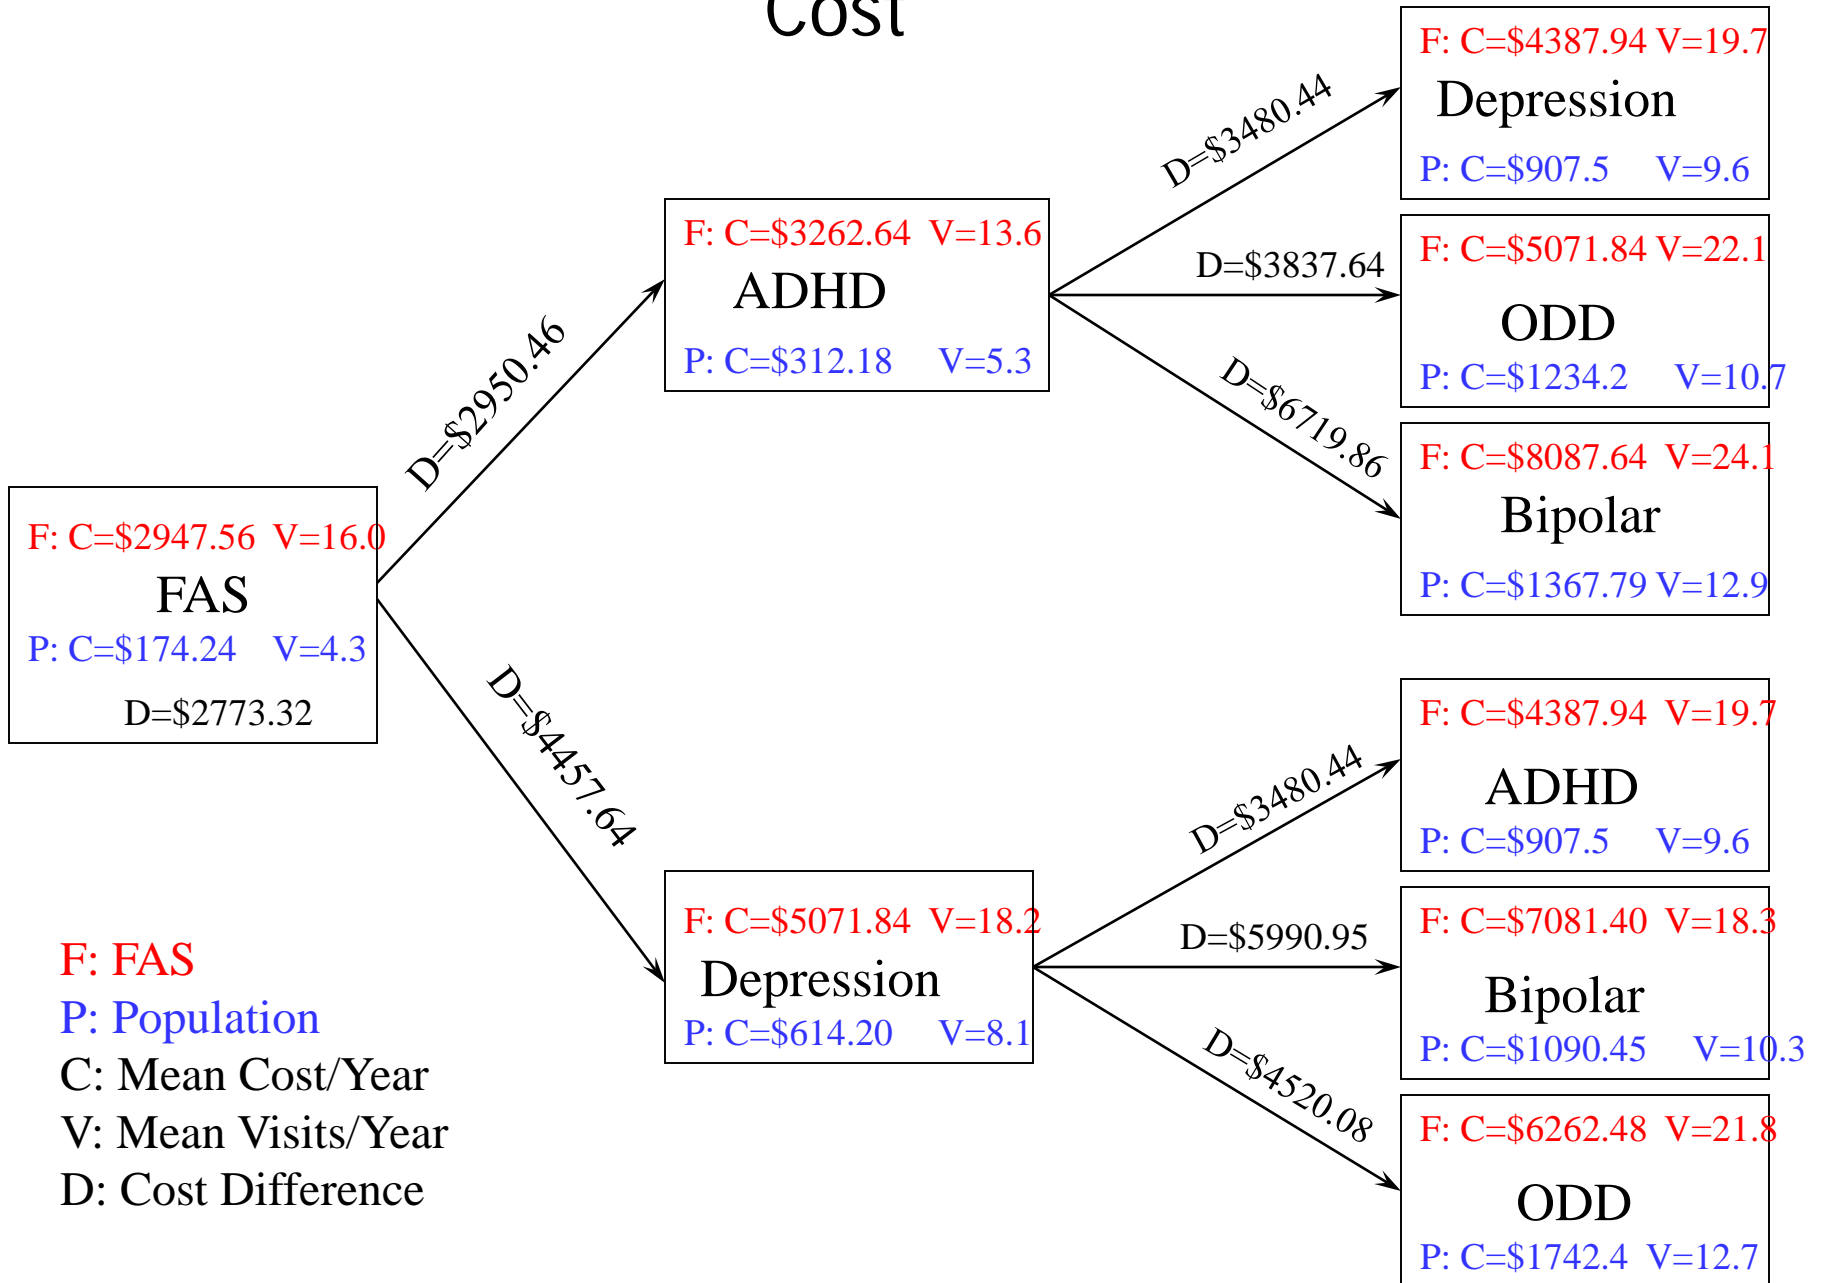 Cost
F: C=$2947.56 V=16.0
FAS
P: C=$174.24 V=4.3
D=$2773.32
D=$2950.46
D=$4457.64
F: C=$3262.64 V=13.6
ADHD
P: C=$312.18 V=5.3
D=$3480.44
D=$3837.64
D=$6719.86
F: C=$4387.94 V=19.7
Depression
P: C=$907.5 V=9.6
F: C=$5071.84 V=22.1
ODD
P: C=$1234.2 V=10.7
F: C=$8087.64 V=24.1
Bipolar
P: C=$1367.79 V=12.9
F: C=$5071.84 V=18.2
Depression
P: C=$614.20 V=8.1
D=$3480.44
D=$5990.95
D=$4520.08
F: C=$4387.94 V=19.7
ADHD
P: C=$907.5 V=9.6
F: C=$7081.40 V=18.3
Bipolar
P: C=$1090.45 V=10.3
F: C=$6262.48 V=21.8
ODD
P: C=$1742.4 V=12.7
F: FAS
P: Population
C: Mean Cost/Year
V: Mean Visits/Year
D: Cost Difference